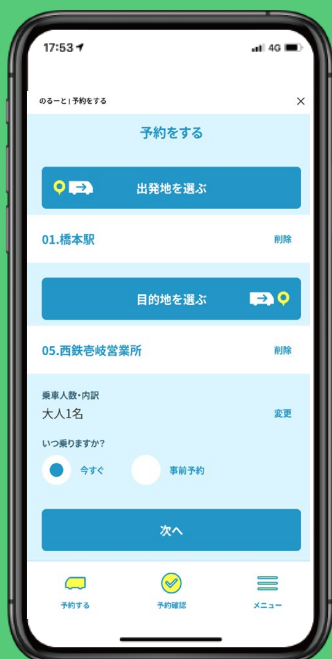 17:53
4G
のるーと|予約をする
予約をする
出発地を選ぶ
01.橋本駅 削除
目的地を選ぶ
05.西鉄壱岐営業所 削除
乗車人数・内訳
大人1名 変更
いつ乗りますか?
今すぐ 事前予約
次へ
予約する 予約確認 メニュー